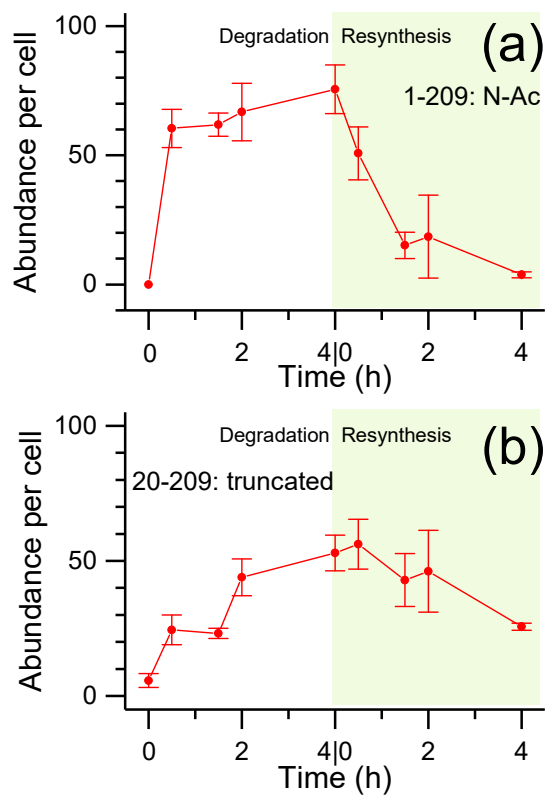 100
Degradation Resynthesis
(a)
1-209: N-Ac
Abundance per cell
50
0
0 2 4|0 2 4
Time (h)
100
Degradation Resynthesis
(b)
20-209: truncated
Abundance per cell
50
0
0 2 4|0 2 4
Time (h)